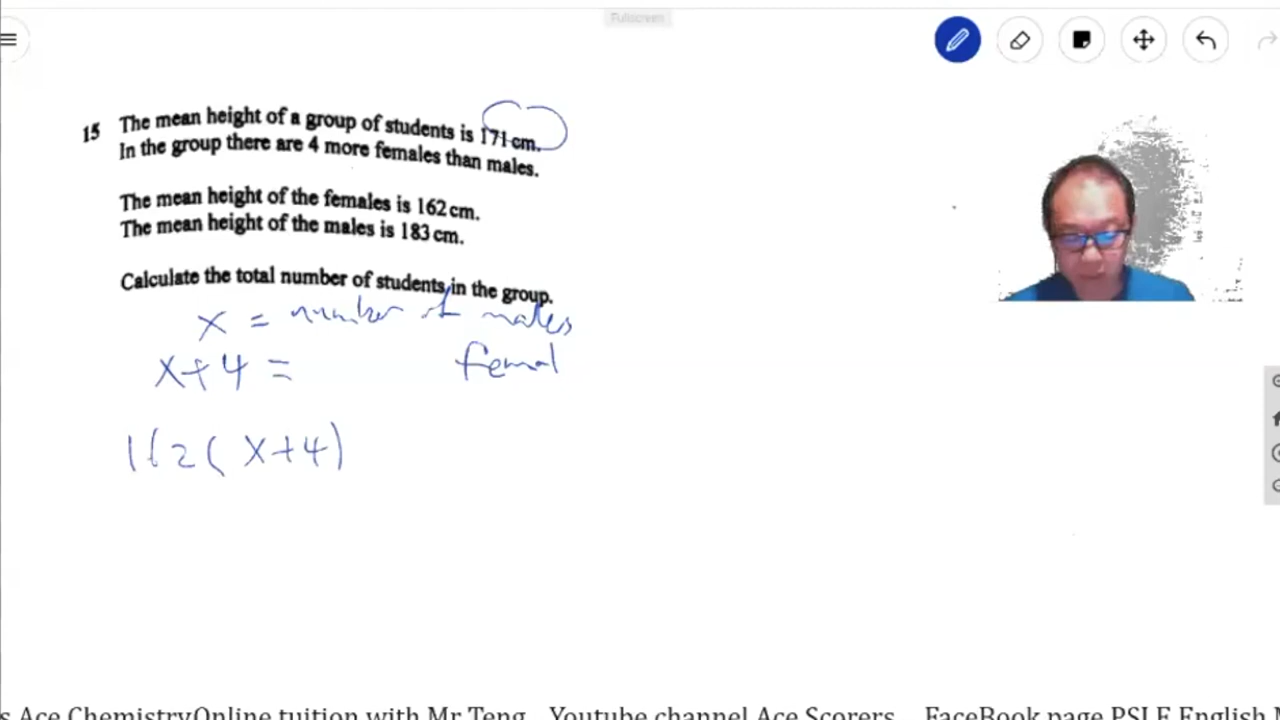 Fullscreen
15 The mean height of a group of students is 171 cm.
In the group there are 4 more females than males.
The mean height of the females is 162 cm.
The mean height of the males is 183 cm.
Calculate the total number of students in the group.
x = number of males
x+4 = femal
162(x+4)
s Ace ChemistryOnline tuition with Mr Teng Youtube channel Ace Scorers FaceBook page PSLE English M